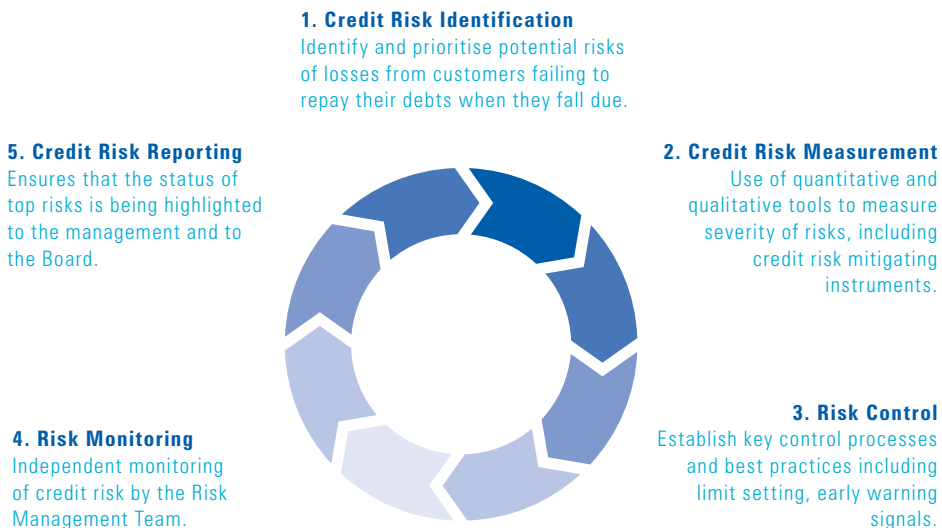 1. Credit Risk Identification
Identify and prioritise potential risks
of losses from customers failing to
repay their debts when they fall due.
2. Credit Risk Measurement
Use of quantitative and
qualitative tools to measure
severity of risks, including
credit risk mitigating
instruments.
3. Risk Control
Establish key control processes
and best practices including
limit setting, early warning
signals.
4. Risk Monitoring
Independent monitoring
of credit risk by the Risk
Management Team.
5. Credit Risk Reporting
Ensures that the status of
top risks is being highlighted
to the management and to
the Board.